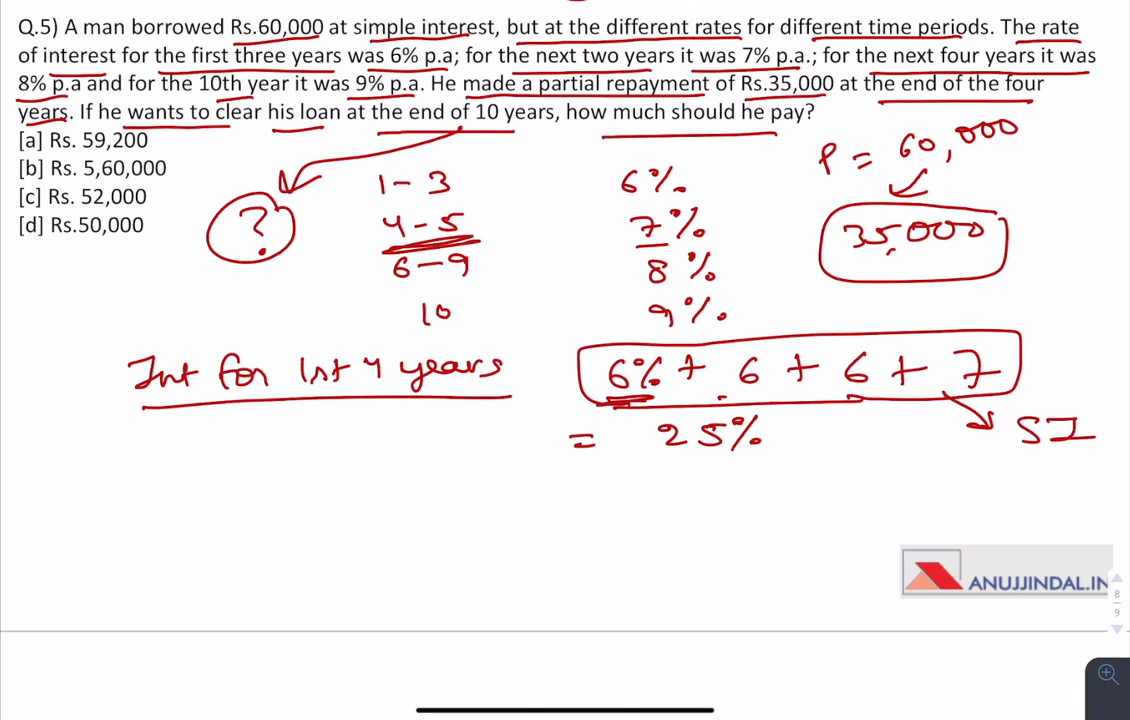 Q.5) A man borrowed Rs.60,000 at simple interest, but at the different rates for different time periods. The rate
of interest for the first three years was 6% p.a; for the next two years it was 7% p.a.; for the next four years it was
8% p.a and for the 10th year it was 9% p.a. He made a partial repayment of Rs.35,000 at the end of the four
years. If he wants to clear his loan at the end of 10 years, how much should he pay?
[a] Rs. 59,200
[b] Rs. 5,60,000
[c] Rs. 52,000
[d] Rs.50,000
P = 60,000
35,000
?
1 - 3 6%
4 - 5 7%
6 - 9 8%
10 9%
Int for 1st 4 years 6% + 6 + 6 + 7
= 25% SI
ANUJJINDAL.IN
8
9